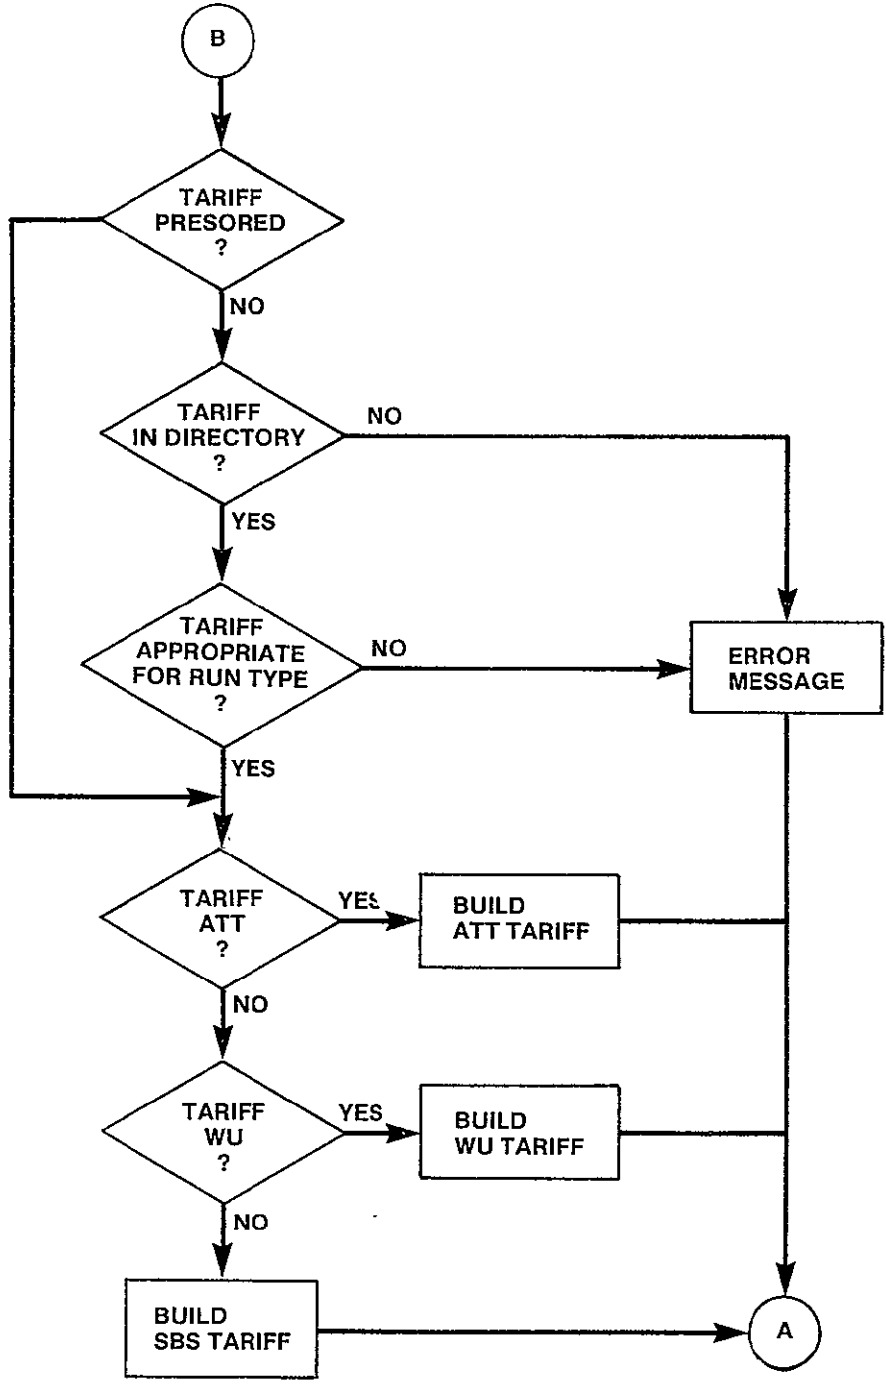 B
TARIFF
PRESORED
?
NO
TARIFF
IN DIRECTORY
?
NO
YES
TARIFF
APPROPRIATE
FOR RUN TYPE
?
NO
ERROR
MESSAGE
YES
TARIFF
ATT
?
YES
BUILD
ATT TARIFF
NO
TARIFF
WU
?
YES
BUILD
WU TARIFF
NO
BUILD
SBS TARIFF
A